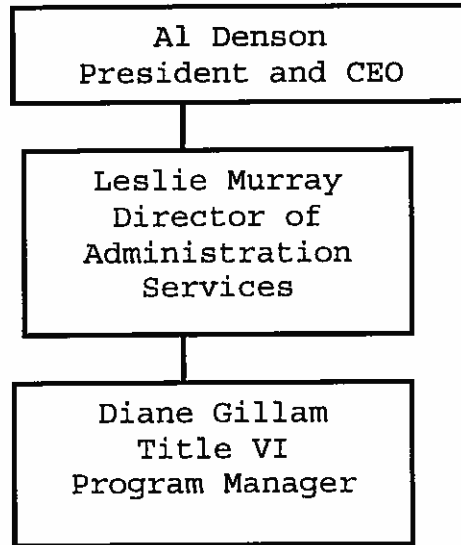 Al Denson
President and CEO
Leslie Murray
Director of
Administration
Services
Diane Gillam
Title VI
Program Manager